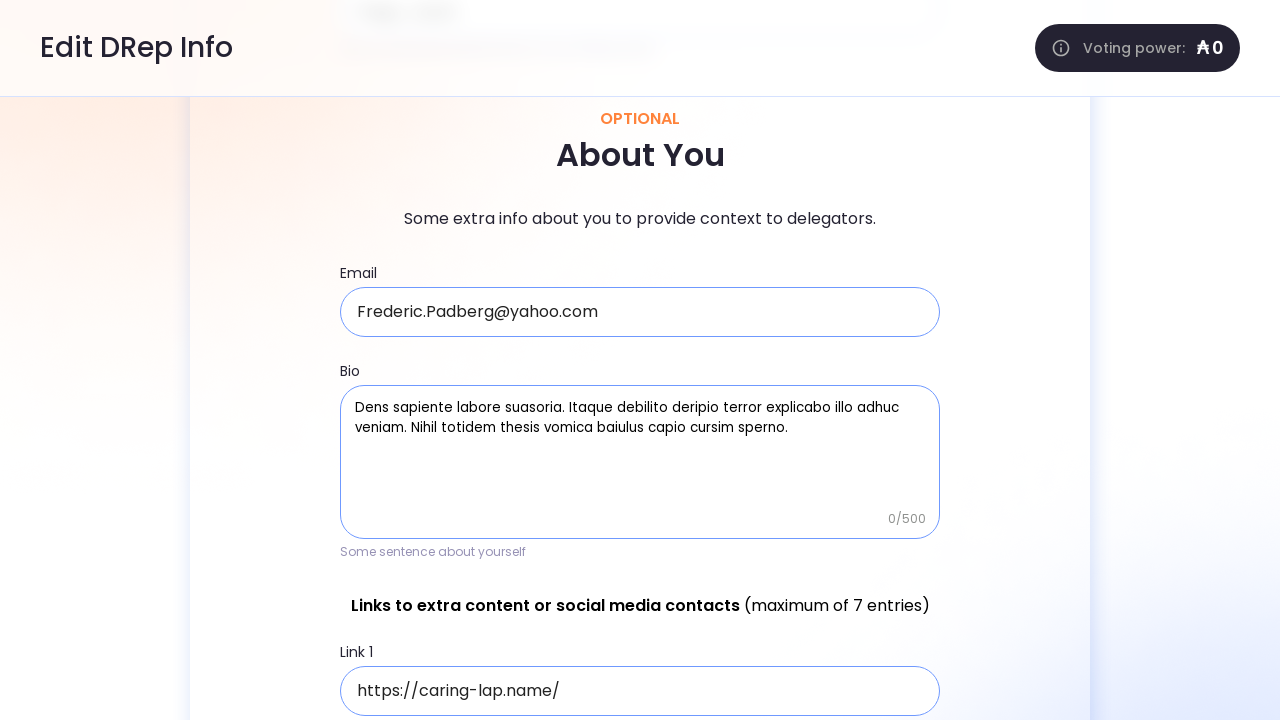 Edit DRep Info
Voting power: ₳0
OPTIONAL
About You
Some extra info about you to provide context to delegators.
Email
Frederic.Padberg@yahoo.com
Bio
Dens sapiente labore suasoria. Itaque debilito deripio terror explicabo illo adhuc
veniam. Nihil totidem thesis vomica baiulus capio cursim sperno.
0/500
Some sentence about yourself
Links to extra content or social media contacts (maximum of 7 entries)
Link 1
https://caring-lap.name/